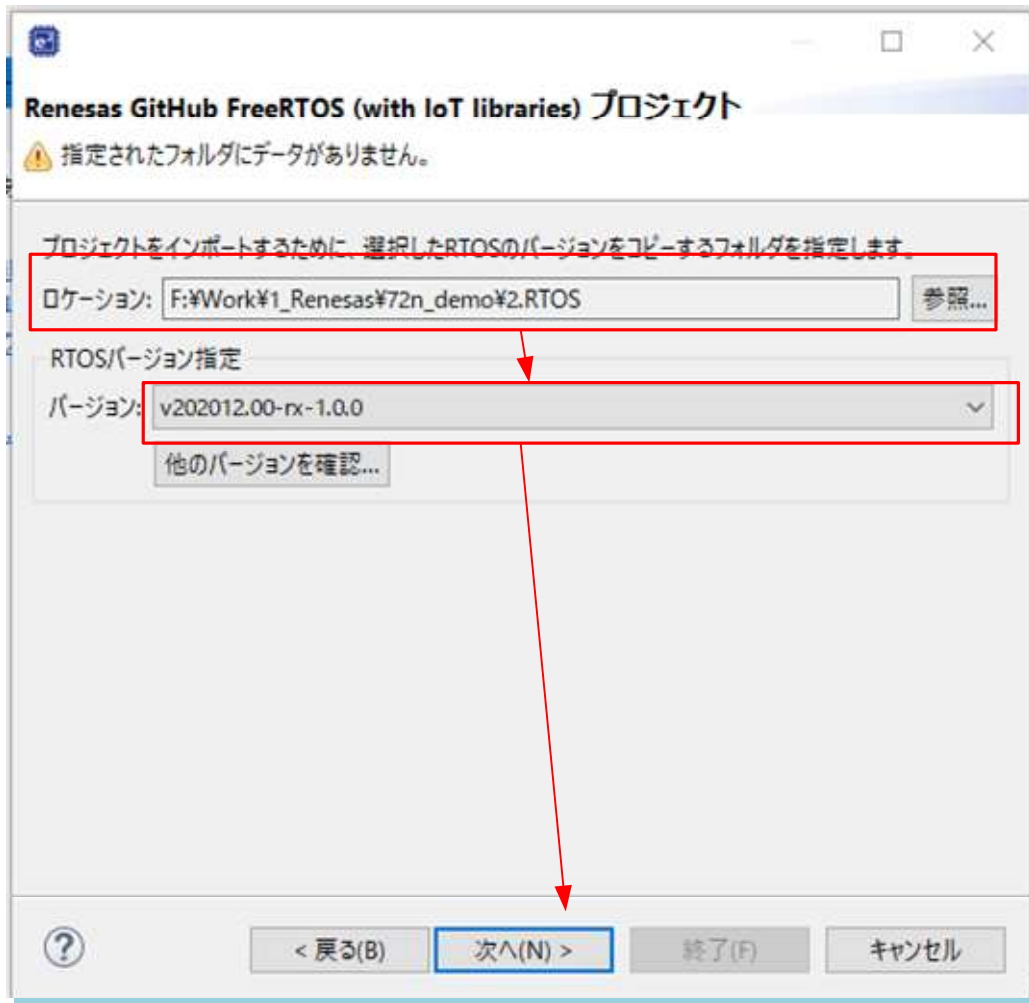 Renesas GitHub FreeRTOS (with IoT libraries) プロジェクト
指定されたフォルダにデータがありません。
プロジェクトをインポートするために、選択したRTOSのバージョンをコピーするフォルダを指定します。
ロケーション: F:¥Work¥1_Renesas¥72n_demo¥2.RTOS 参照...
RTOSバージョン指定
バージョン: v202012.00-rx-1.0.0
他のバージョンを確認...
< 戻る(B) 次へ(N) > 終了(F) キャンセル